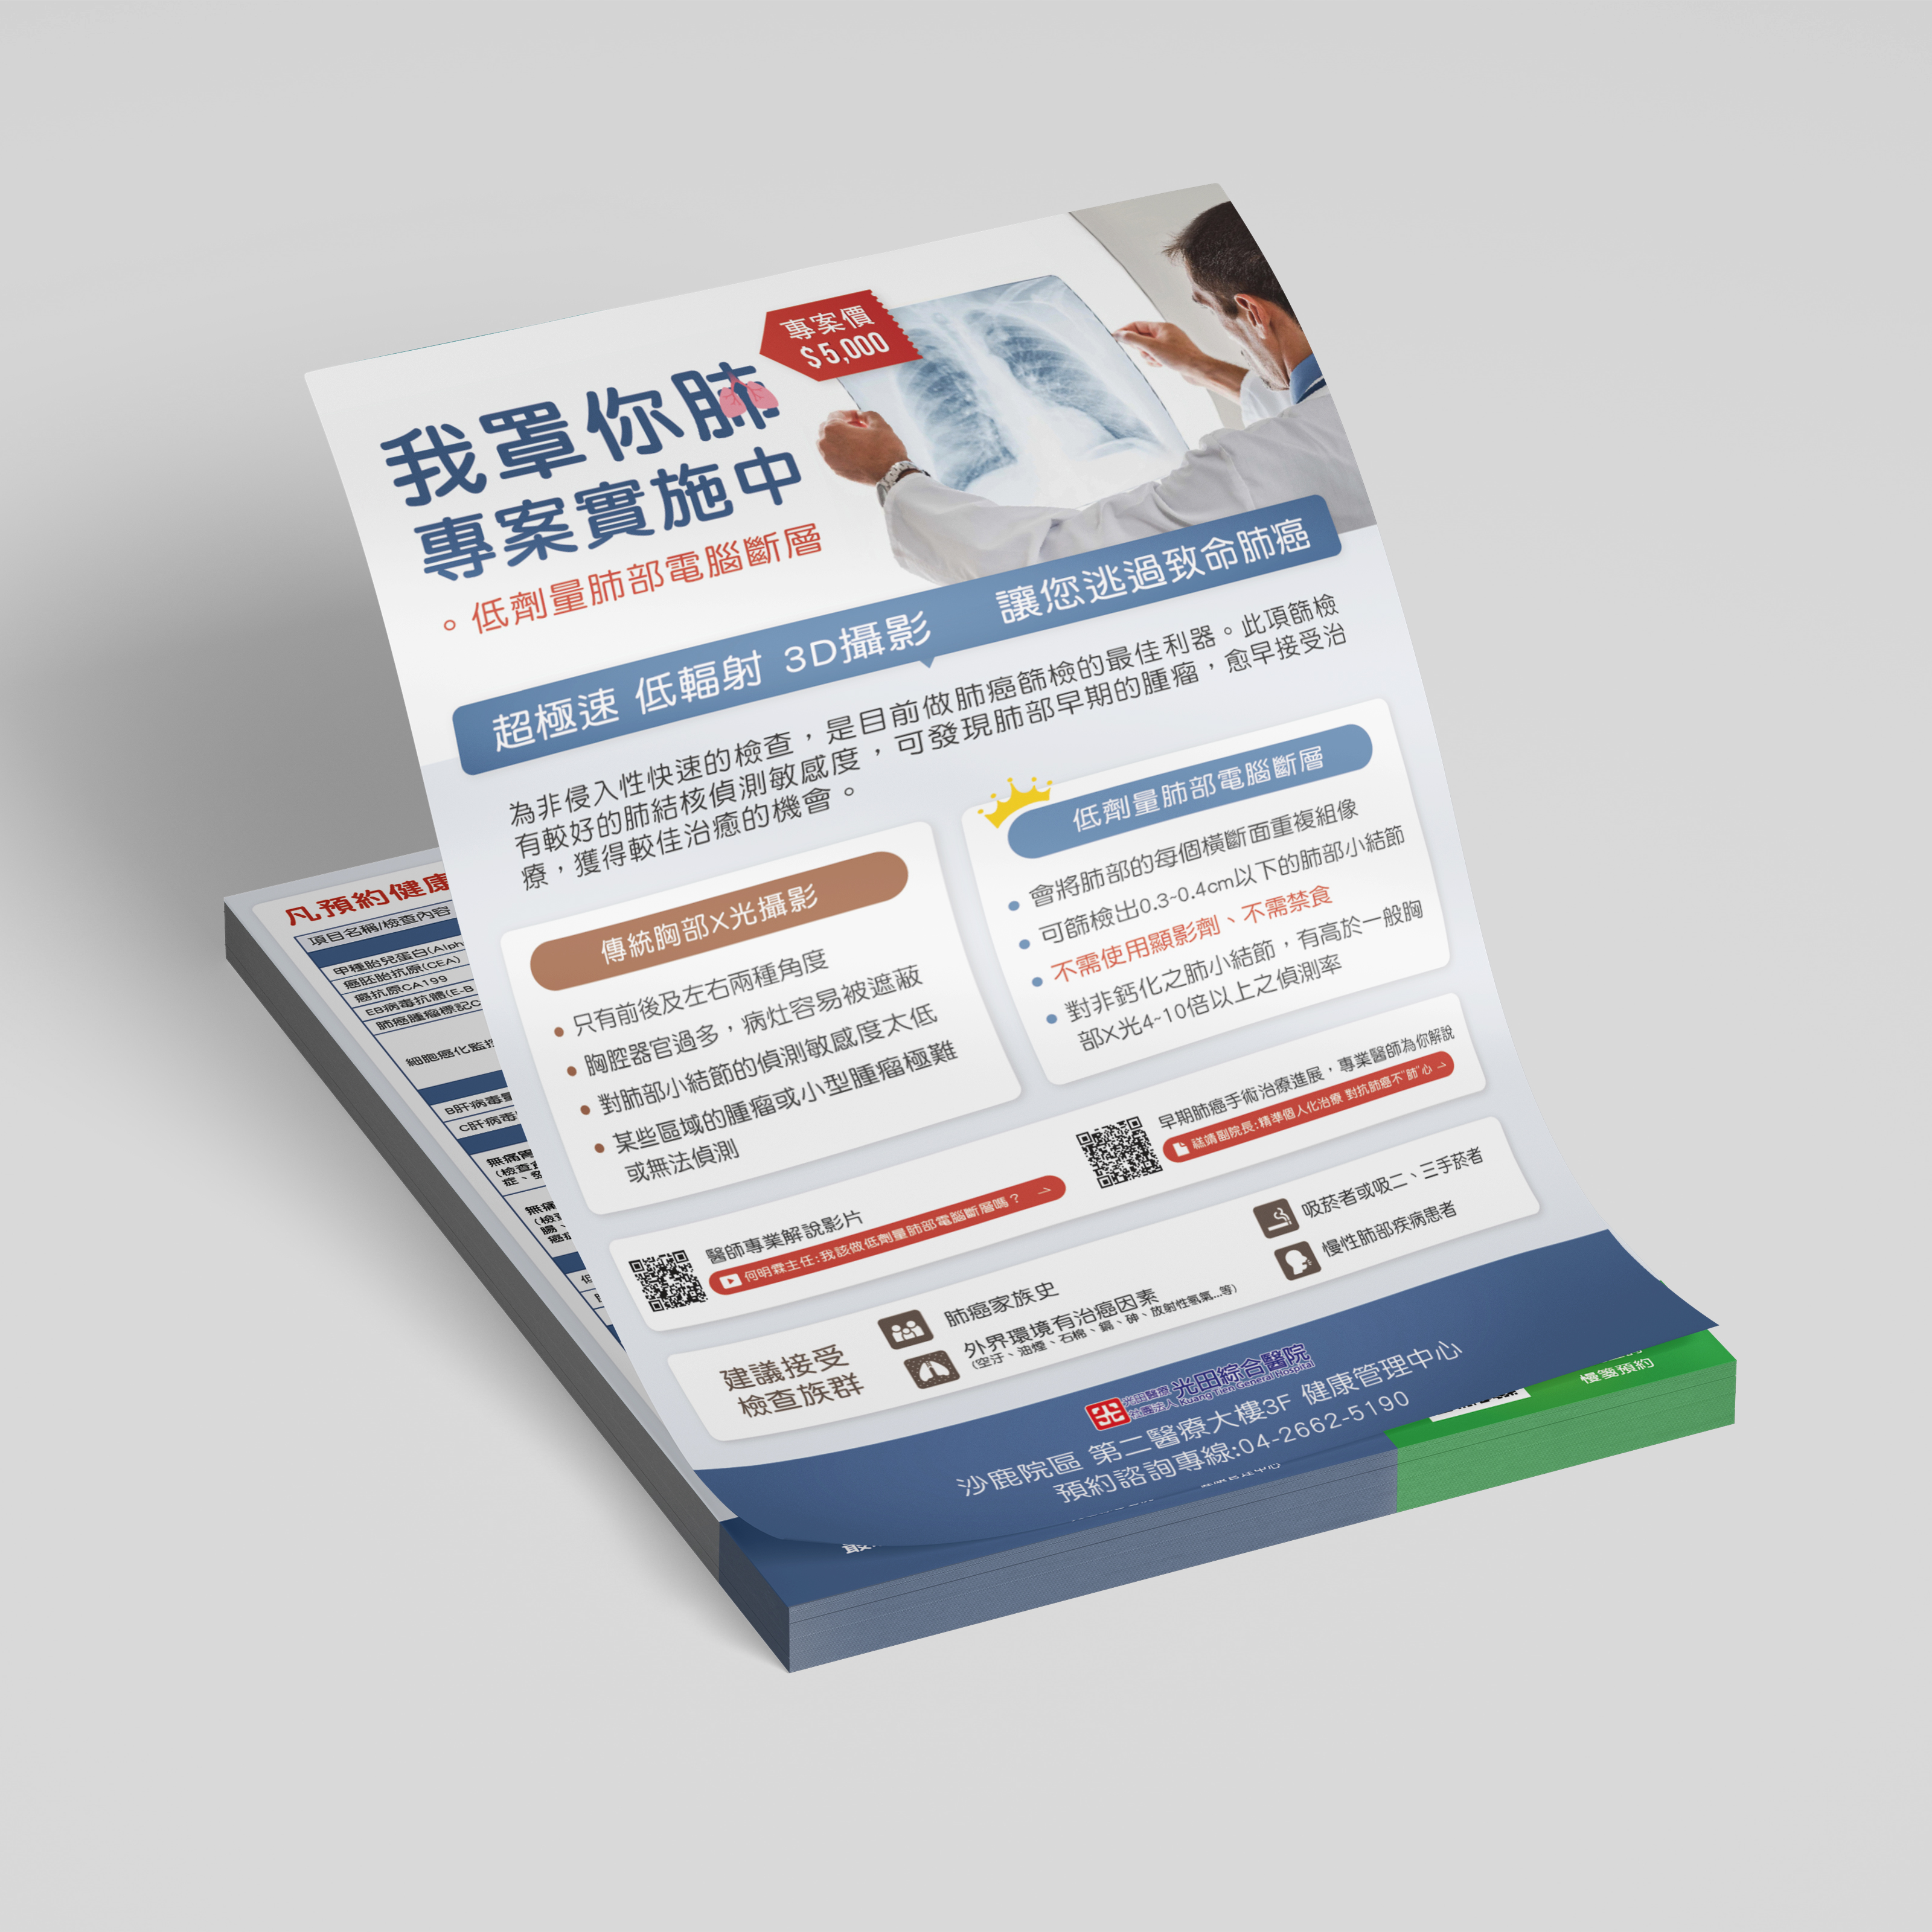 專案價
$5,000
我罩你肺
專案實施中
。低劑量肺部電腦斷層
超極速 低輻射 3D攝影 讓您逃過致命肺癌
為非侵入性快速的檢查，是目前做肺癌篩檢的最佳利器。此項篩檢
有較好的肺結核偵測敏感度，可發現肺部早期的腫瘤，愈早接受治
療，獲得較佳治癒的機會。
傳統胸部X光攝影
• 只有前後及左右兩種角度
• 胸腔器官過多，病灶容易被遮蔽
• 對肺部小結節的偵測敏感度太低
• 某些區域的腫瘤或小型腫瘤極難
或無法偵測
低劑量肺部電腦斷層
• 會將肺部的每個橫斷面重複組像
• 可篩檢出0.3~0.4cm以下的肺部小結節
• 不需使用顯影劑、不需禁食
• 對非鈣化之肺小結節，有高於一般胸
部X光4~10倍以上之偵測率
醫師專業解說影片
何明霖主任:我該做低劑量肺部電腦斷層嗎？
早期肺癌手術治療進展，專業醫師為你解說
糕靖副院長:精準個人化治療 對抗肺癌不"肺"心
建議接受
檢查族群
肺癌家族史
外界環境有治癌因素
(空汙、油煙、石棉、鎘、砷、放射性氡氣...等)
吸菸者或吸二、三手菸者
慢性肺部疾病患者
光田醫療
社團法人
光田綜合醫院
Kuang Tien General Hospital
沙鹿院區 第二醫療大樓3F 健康管理中心
預約諮詢專線:04-2662-5190
凡預約健康
項目名稱/檢查內容
甲種胎兒蛋白(Alph
癌胚胎抗原(CEA)
癌抗原CA199
EB病毒抗體(E-B
肺癌腫瘤標記C
細胞癌化監控
B肝病毒
C肝病毒
無痛胃
(檢查
症、
無痛
慢箋預約